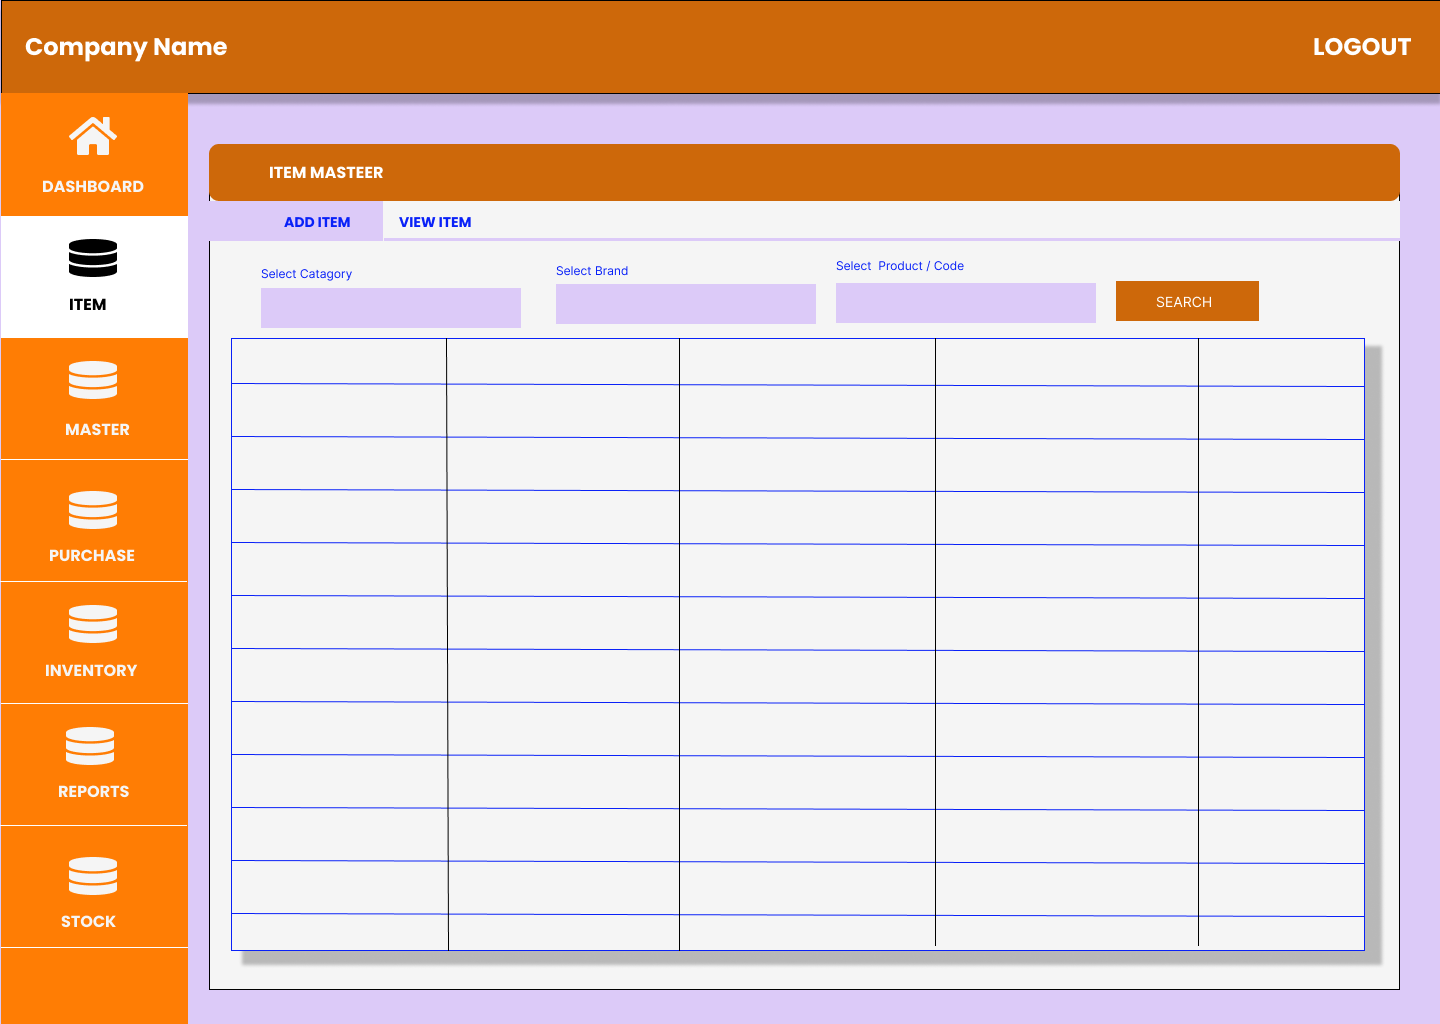 Company Name
LOGOUT
DASHBOARD
ITEM
MASTER
PURCHASE
INVENTORY
REPORTS
STOCK
ITEM MASTEER
ADD ITEM
VIEW ITEM
Select Catagory
Select Brand
Select  Product / Code
SEARCH